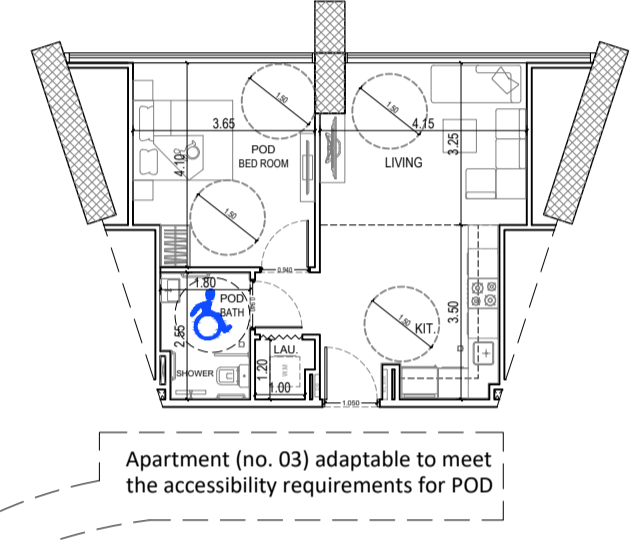 1.50
1.50
3.65
4.15
POD
BED ROOM
4.10
LIVING
3.25
1.50
0.940
1.80
POD
BATH
0.940
2.55
1.50
KIT.
3.50
LAU.
SHOWER
1.20
W.M
1.00
1.050
Apartment (no. 03) adaptable to meet
the accessibility requirements for POD